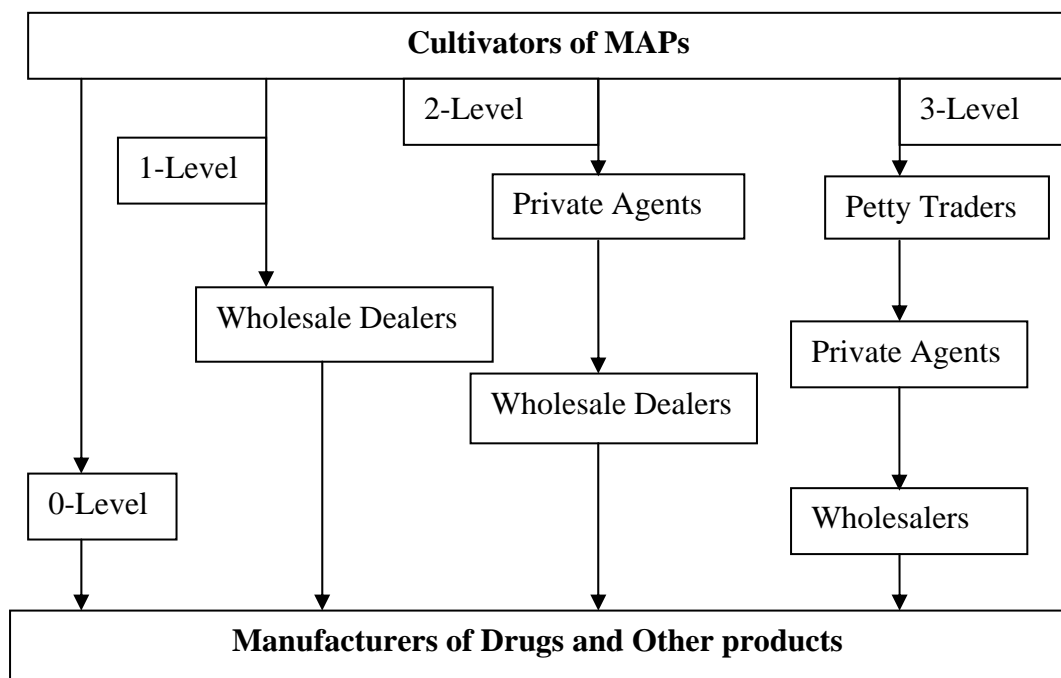 Cultivators of MAPs
2-Level
3-Level
1-Level
Private Agents
Petty Traders
Wholesale Dealers
Private Agents
Wholesale Dealers
0-Level
Wholesalers
Manufacturers of Drugs and Other products